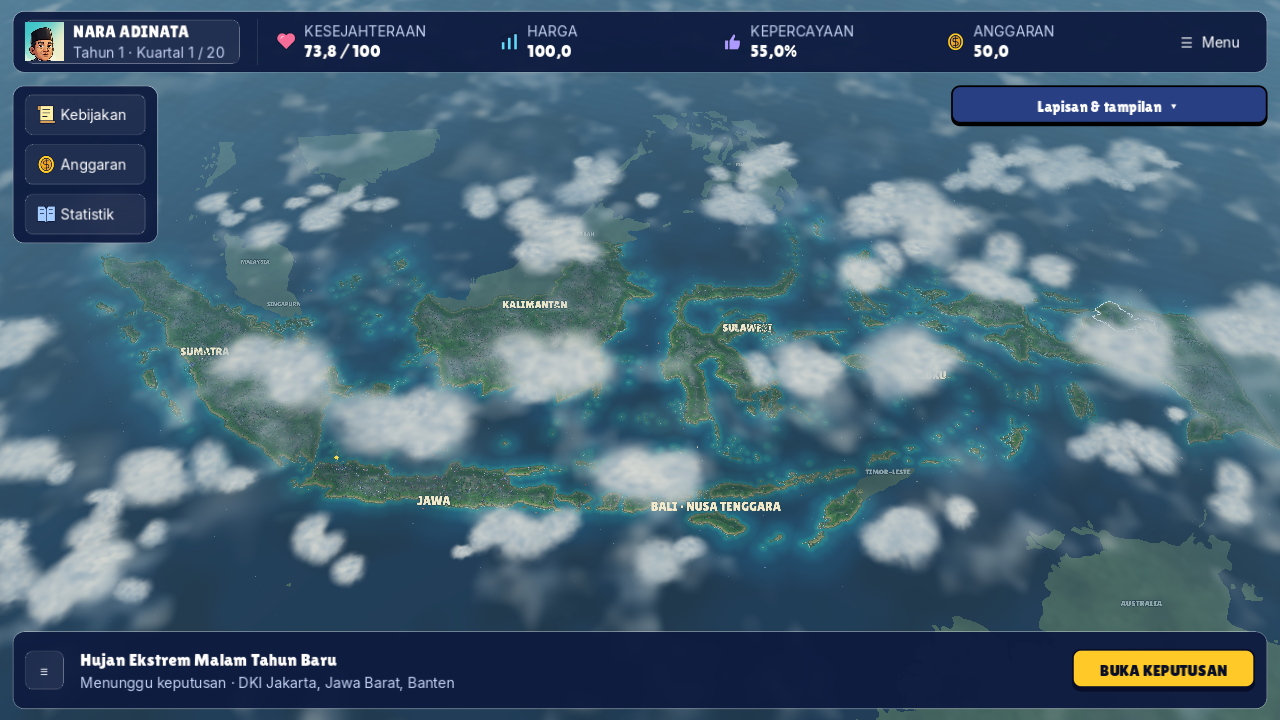 NARA ADINATA
Tahun 1 · Kuartal 1 / 20
KESEJAHTERAAN
73,8 / 100
HARGA
100,0
KEPERCAYAAN
55,0%
ANGGARAN
50,0
☰ Menu
Kebijakan
Anggaran
Statistik
Lapisan & tampilan ▾
MALAYSIA
SINGAPURA
KALIMANTAN
SULAWESI
SUMATRA
TIMOR-LESTE
JAWA
BALI · NUSA TENGGARA
AUSTRALIA
Hujan Ekstrem Malam Tahun Baru
Menunggu keputusan · DKI Jakarta, Jawa Barat, Banten
BUKA KEPUTUSAN